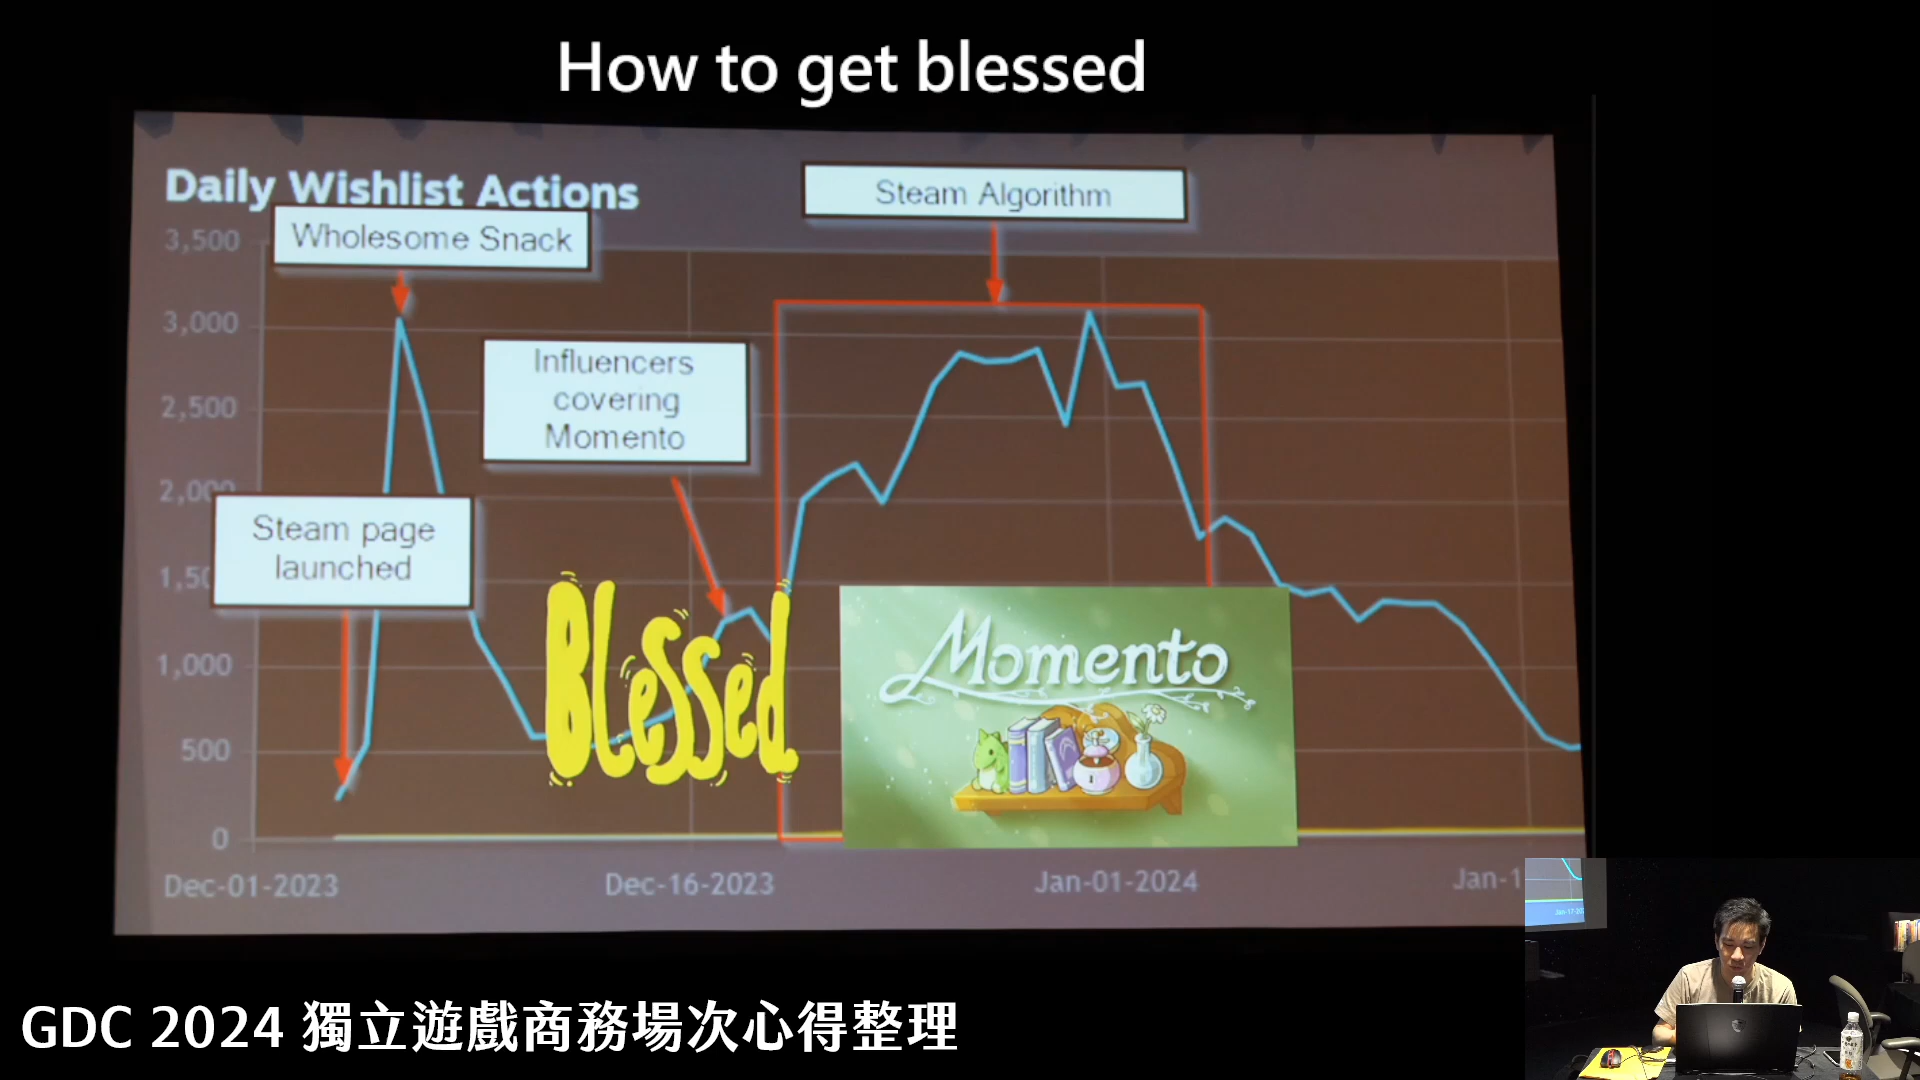 How to get blessed
Daily Wishlist Actions
Steam Algorithm
Wholesome Snack
3,500
3,000
Influencers
covering
Momento
2,500
2,000
Steam page
launched
Blessed
Momento
1,000
500
0
Dec-01-2023
Dec-16-2023
Jan-01-2024
Jan-1
GDC 2024 獨立遊戲商務場次心得整理